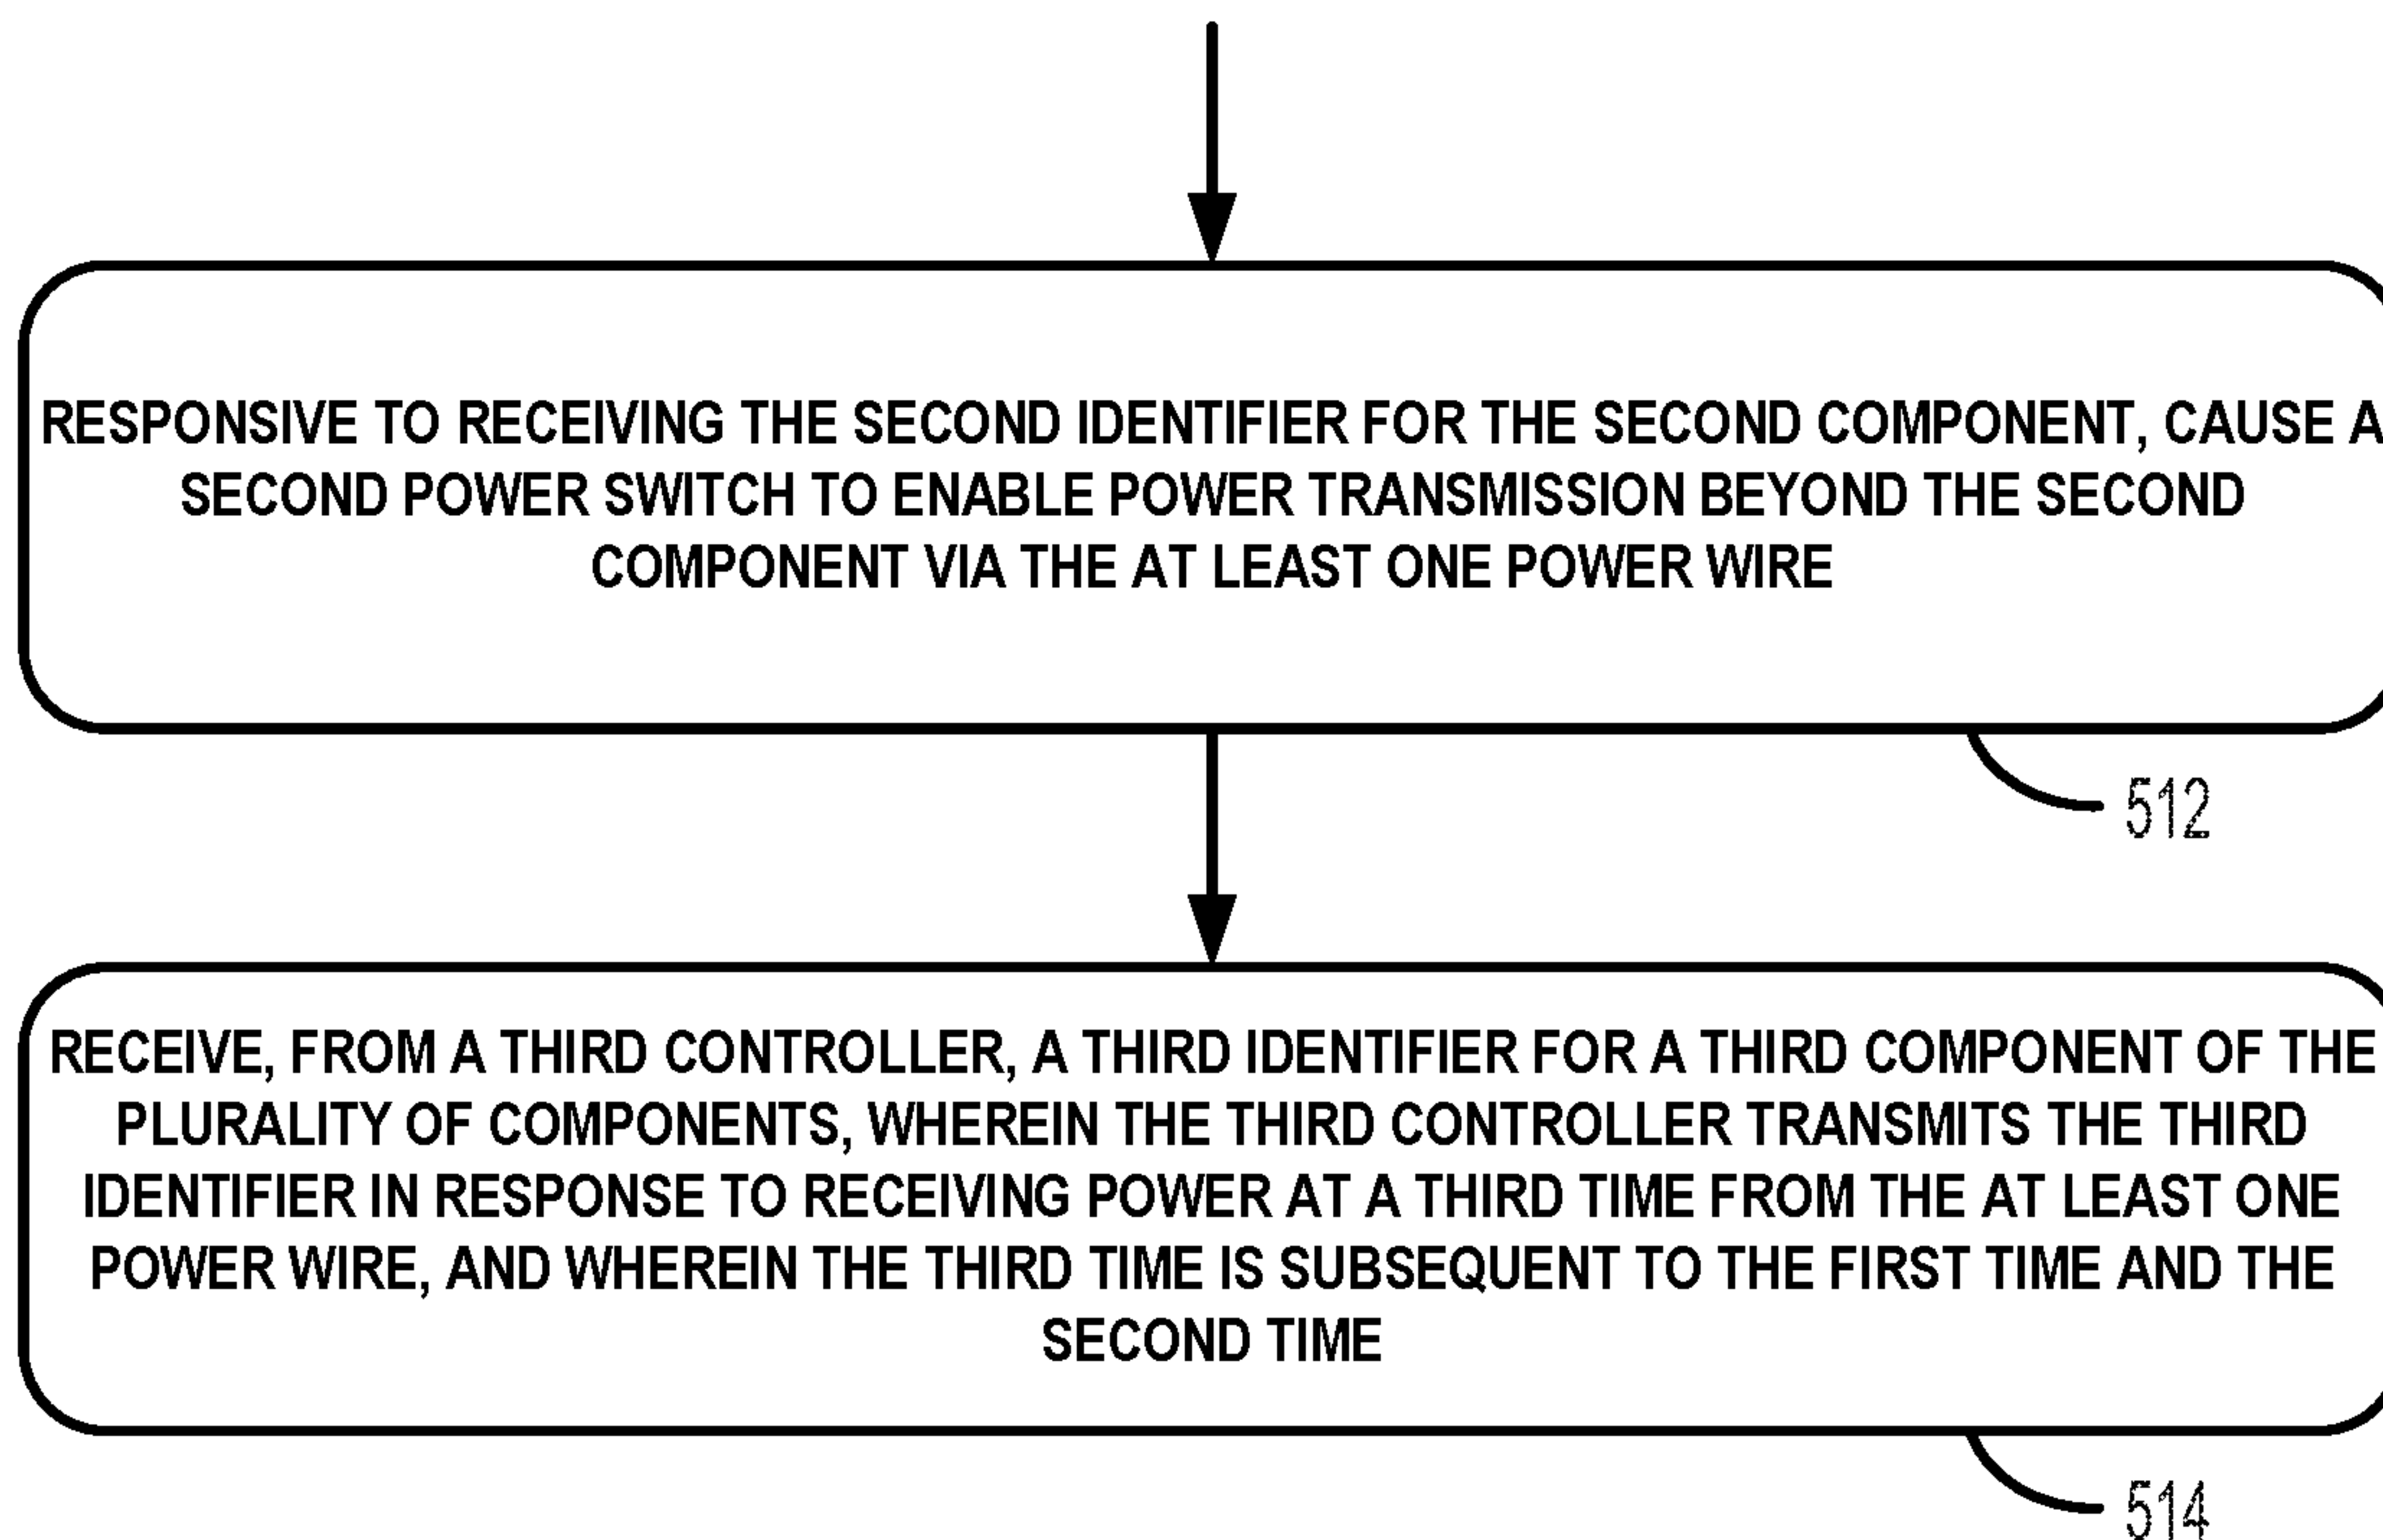 RESPONSIVE TO RECEIVING THE SECOND IDENTIFIER FOR THE SECOND COMPONENT, CAUSE A
SECOND POWER SWITCH TO ENABLE POWER TRANSMISSION BEYOND THE SECOND
COMPONENT VIA THE AT LEAST ONE POWER WIRE
512
RECEIVE, FROM A THIRD CONTROLLER, A THIRD IDENTIFIER FOR A THIRD COMPONENT OF THE
PLURALITY OF COMPONENTS, WHEREIN THE THIRD CONTROLLER TRANSMITS THE THIRD
IDENTIFIER IN RESPONSE TO RECEIVING POWER AT A THIRD TIME FROM THE AT LEAST ONE
POWER WIRE, AND WHEREIN THE THIRD TIME IS SUBSEQUENT TO THE FIRST TIME AND THE
SECOND TIME
514